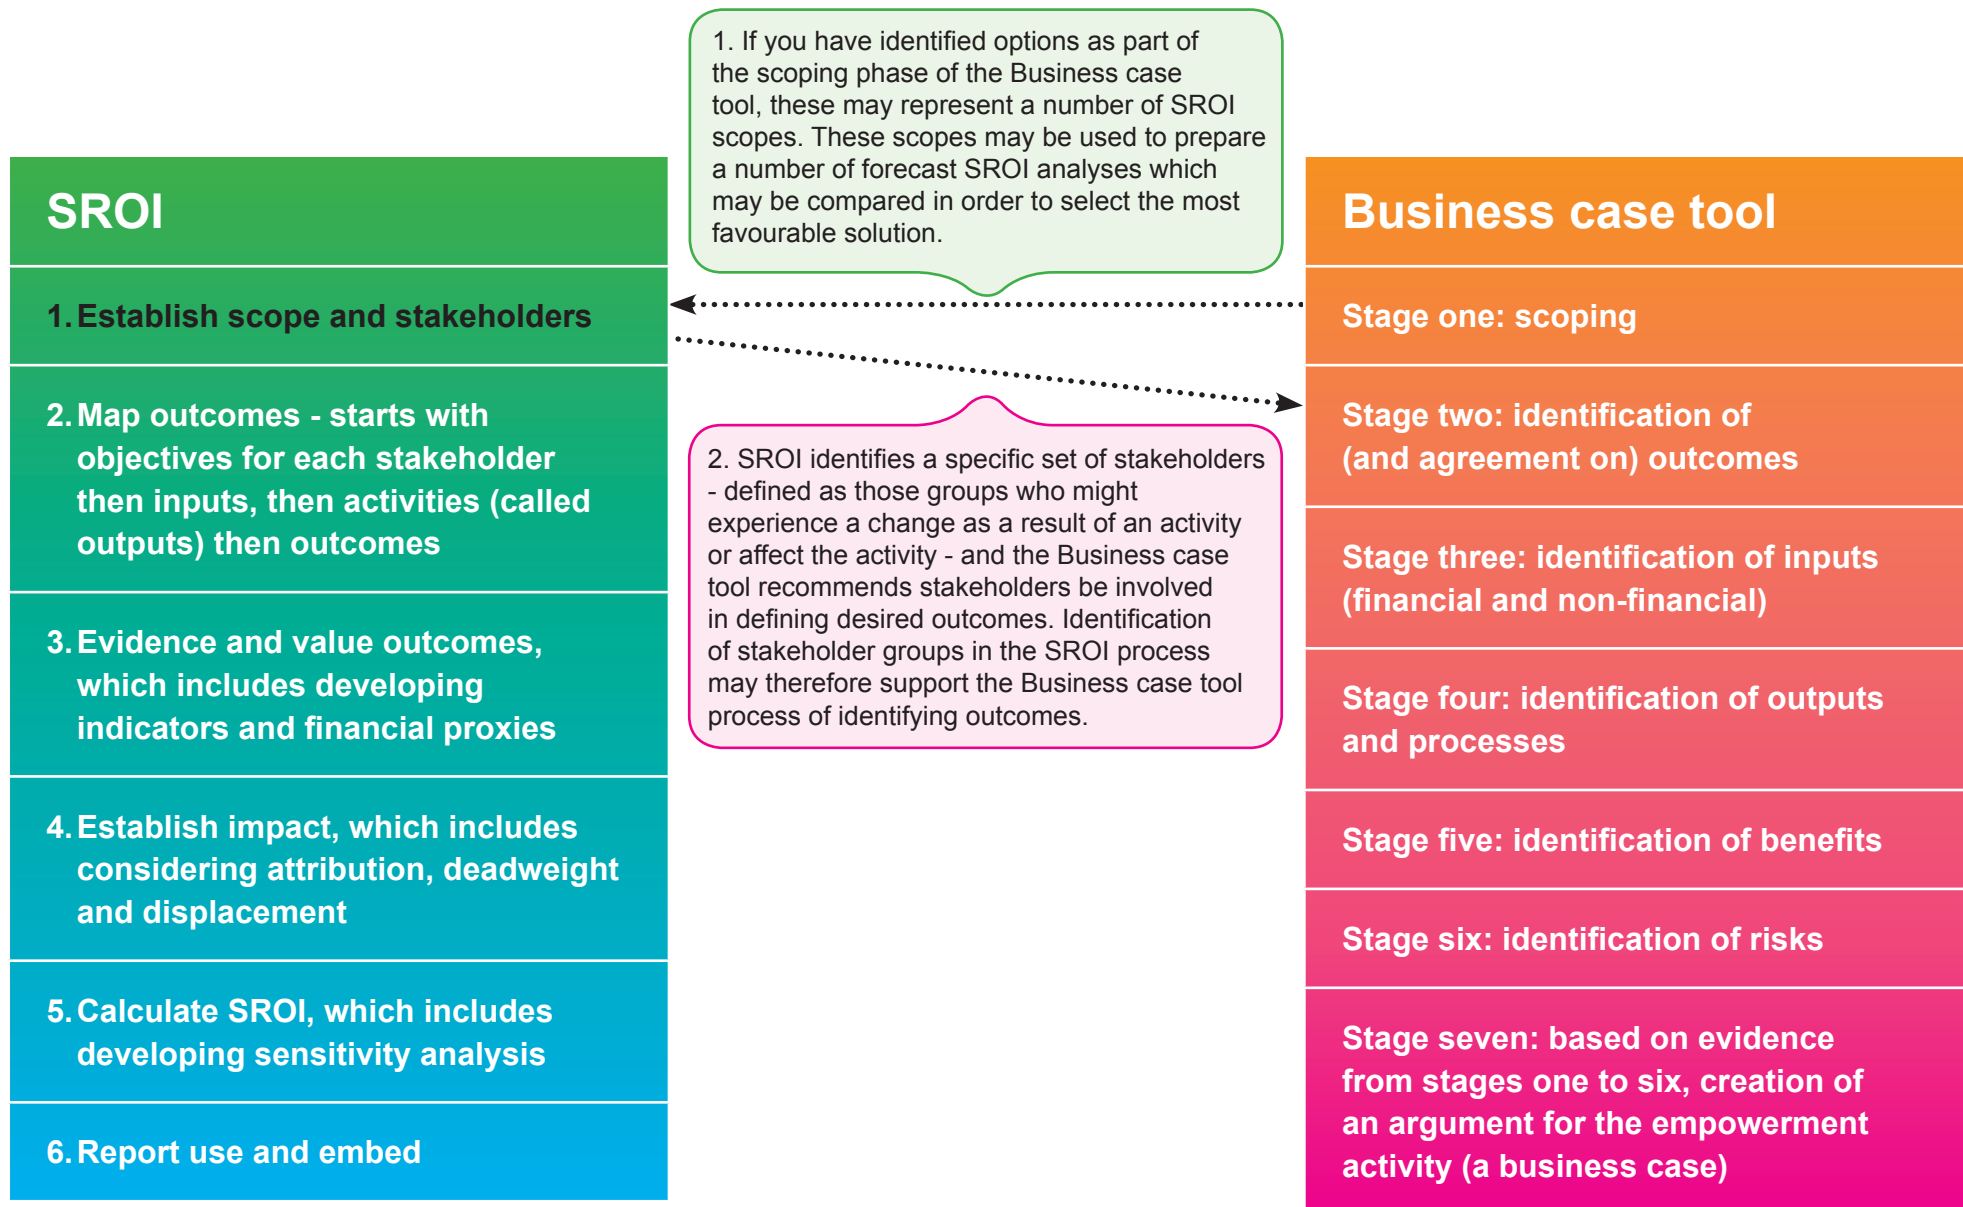 SROI
1. Establish scope and stakeholders
2. Map outcomes - starts with
objectives for each stakeholder
then inputs, then activities (called
outputs) then outcomes
3. Evidence and value outcomes,
which includes developing
indicators and financial proxies
4. Establish impact, which includes
considering attribution, deadweight
and displacement
5. Calculate SROI, which includes
developing sensitivity analysis
6. Report use and embed
1. If you have identified options as part of
the scoping phase of the Business case
tool, these may represent a number of SROI
scopes. These scopes may be used to prepare
a number of forecast SROI analyses which
may be compared in order to select the most
favourable solution.
2. SROI identifies a specific set of stakeholders
- defined as those groups who might
experience a change as a result of an activity
or affect the activity - and the Business case
tool recommends stakeholders be involved
in defining desired outcomes. Identification
of stakeholder groups in the SROI process
may therefore support the Business case tool
process of identifying outcomes.
Business case tool
Stage one: scoping
Stage two: identification of
(and agreement on) outcomes
Stage three: identification of inputs
(financial and non-financial)
Stage four: identification of outputs
and processes
Stage five: identification of benefits
Stage six: identification of risks
Stage seven: based on evidence
from stages one to six, creation of
an argument for the empowerment
activity (a business case)